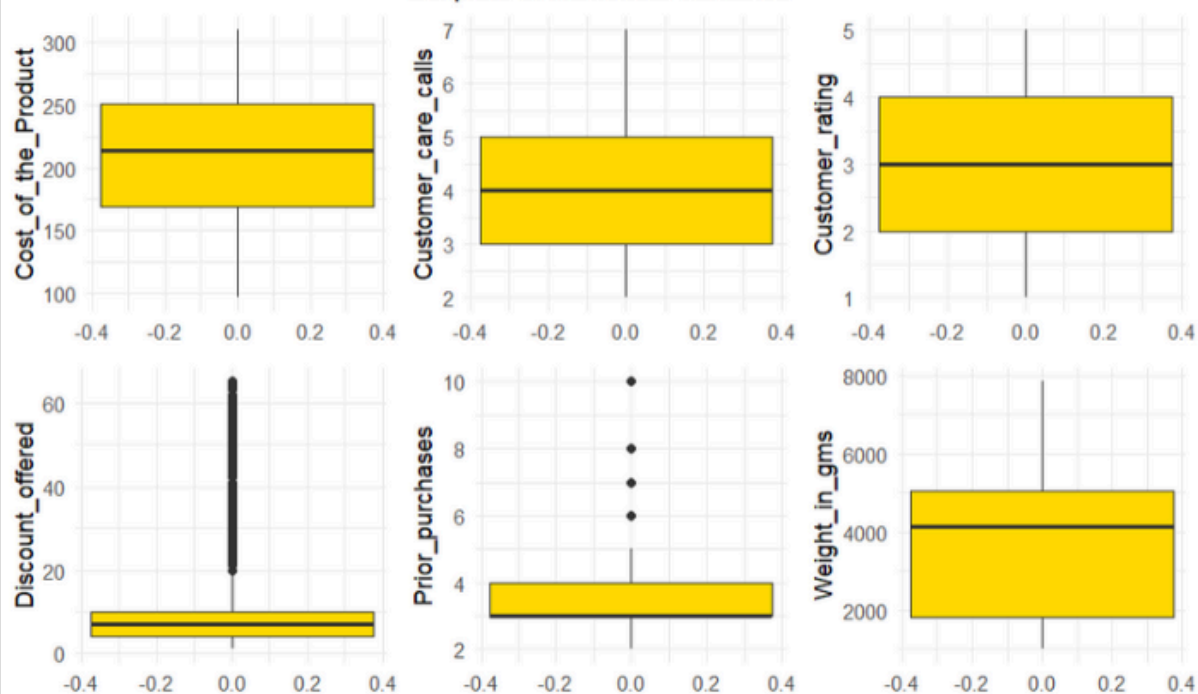 Cost_of_the_Product
300
250
200
150
100
-0.4 -0.2 0.0 0.2 0.4
Customer_care_calls
7
6
5
4
3
2
-0.4 -0.2 0.0 0.2 0.4
Customer_rating
5
4
3
2
1
-0.4 -0.2 0.0 0.2 0.4
Discount_offered
60
40
20
0
-0.4 -0.2 0.0 0.2 0.4
Prior_purchases
10
8
6
4
2
-0.4 -0.2 0.0 0.2 0.4
Weight_in_gms
8000
6000
4000
2000
-0.4 -0.2 0.0 0.2 0.4